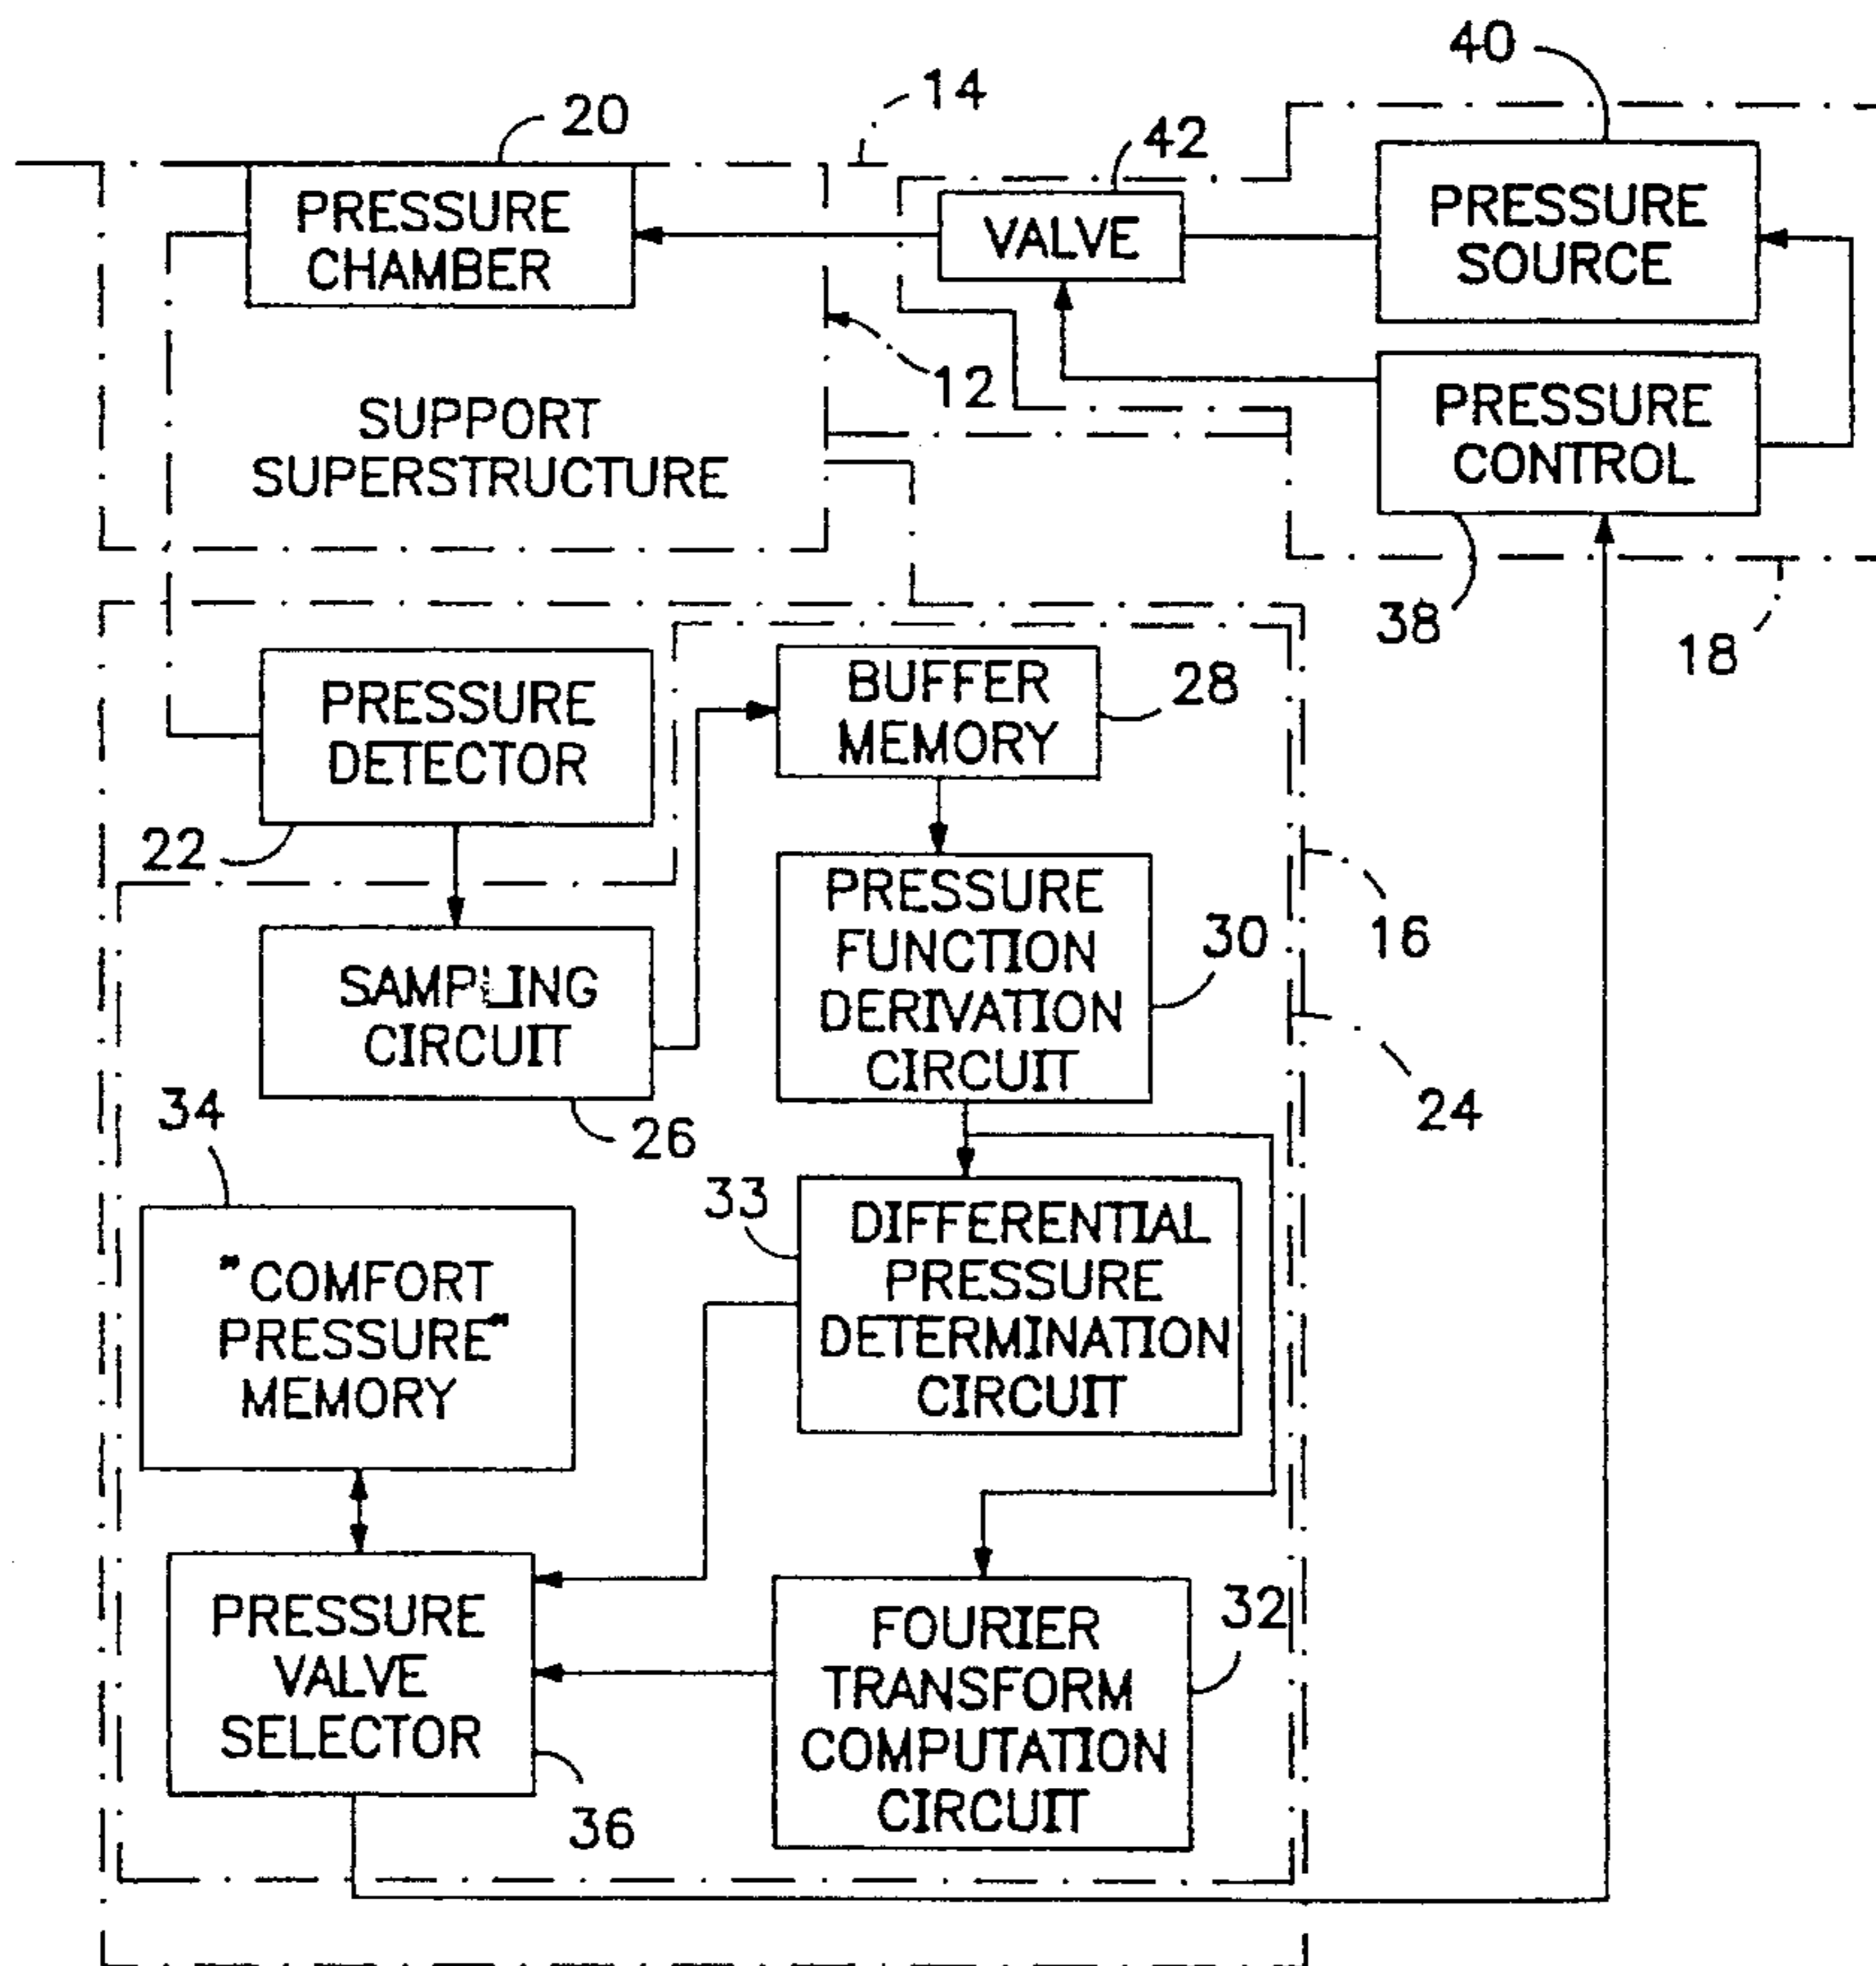 40
14
20
42
PRESSURE
CHAMBER
VALVE
PRESSURE
SOURCE
12
SUPPORT
SUPERSTRUCTURE
PRESSURE
CONTROL
38
18
PRESSURE
DETECTOR
22
BUFFER
MEMORY
28
PRESSURE
FUNCTION
DERIVATION
CIRCUIT
30
16
24
SAMPLING
CIRCUIT
26
34
33
"COMFORT
PRESSURE"
MEMORY
DIFFERENTIAL
PRESSURE
DETERMINATION
CIRCUIT
PRESSURE
VALVE
SELECTOR
36
FOURIER
TRANSFORM
COMPUTATION
CIRCUIT
32